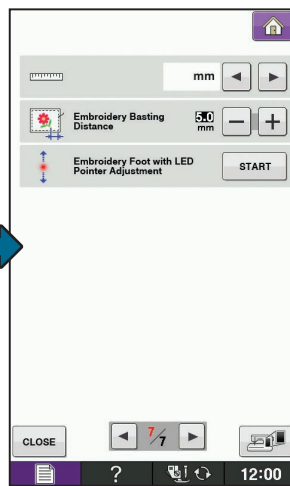 mm
Embroidery Basting
Distance
5.0
mm
− +
Embroidery Foot with LED
Pointer Adjustment
START
CLOSE
7/7
?
12:00